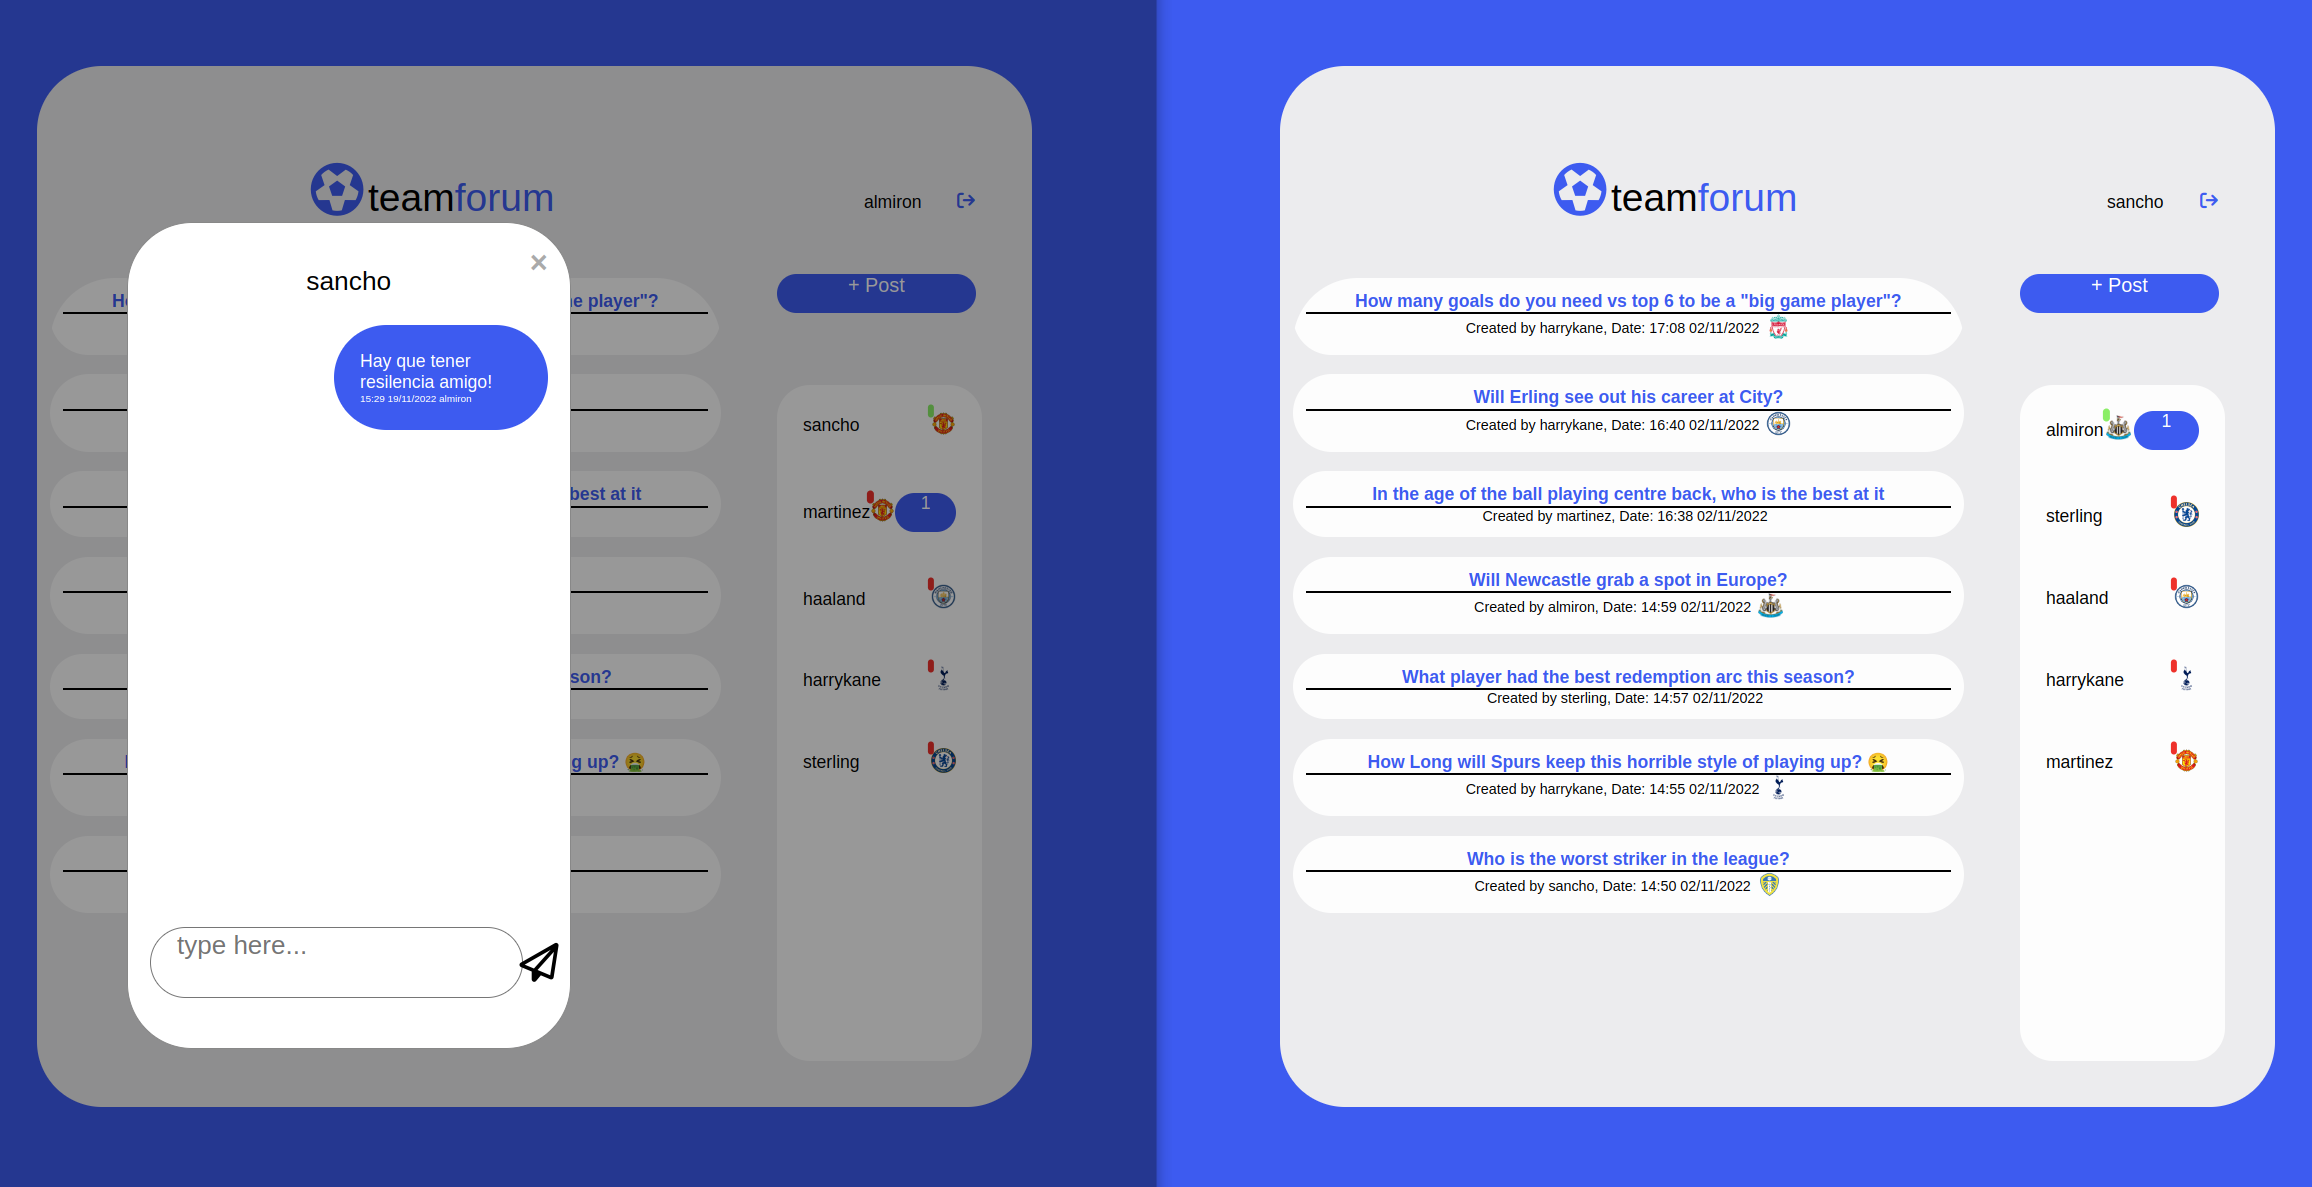 teamforum
almiron
sancho
×
Hay que tener
resilencia amigo!
15:29 19/11/2022 almiron
type here...
He
e player"?
best at it
son?
g up? 🤮
+ Post
sancho
martinez 1
haaland
harrykane
sterling
teamforum
sancho
How many goals do you need vs top 6 to be a "big game player"?
Created by harrykane, Date: 17:08 02/11/2022
Will Erling see out his career at City?
Created by harrykane, Date: 16:40 02/11/2022
In the age of the ball playing centre back, who is the best at it
Created by martinez, Date: 16:38 02/11/2022
Will Newcastle grab a spot in Europe?
Created by almiron, Date: 14:59 02/11/2022
What player had the best redemption arc this season?
Created by sterling, Date: 14:57 02/11/2022
How Long will Spurs keep this horrible style of playing up? 🤮
Created by harrykane, Date: 14:55 02/11/2022
Who is the worst striker in the league?
Created by sancho, Date: 14:50 02/11/2022
+ Post
almiron 1
sterling
haaland
harrykane
martinez